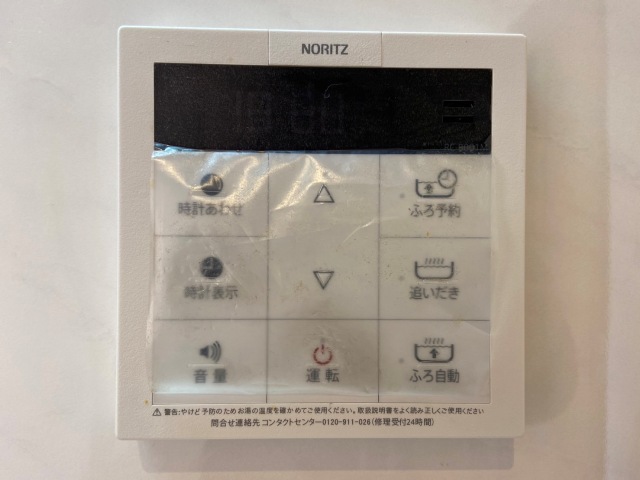 NORITZ
時計あわせ
ふろ予約
時計表示
追いだき
音量
運転
ふろ自動
警告:やけど予防のためお湯の温度を確かめてご使用ください。取扱説明書をよく読み正しくご使用ください
問合せ連絡先 コンタクトセンター0120-911-026(修理受付24時間)